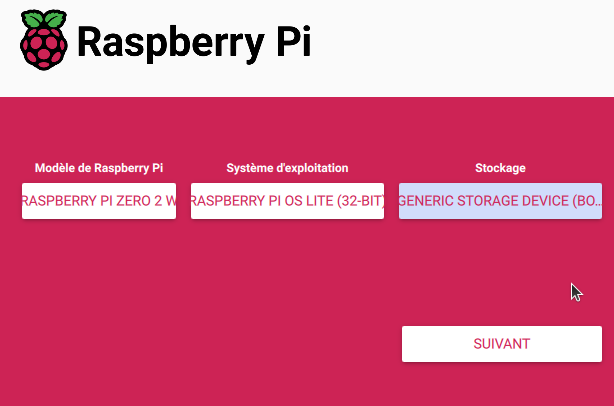 Raspberry Pi
Modèle de Raspberry Pi
Système d'exploitation
Stockage
RASPBERRY PI ZERO 2 W
RASPBERRY PI OS LITE (32-BIT)
GENERIC STORAGE DEVICE (BO...
SUIVANT